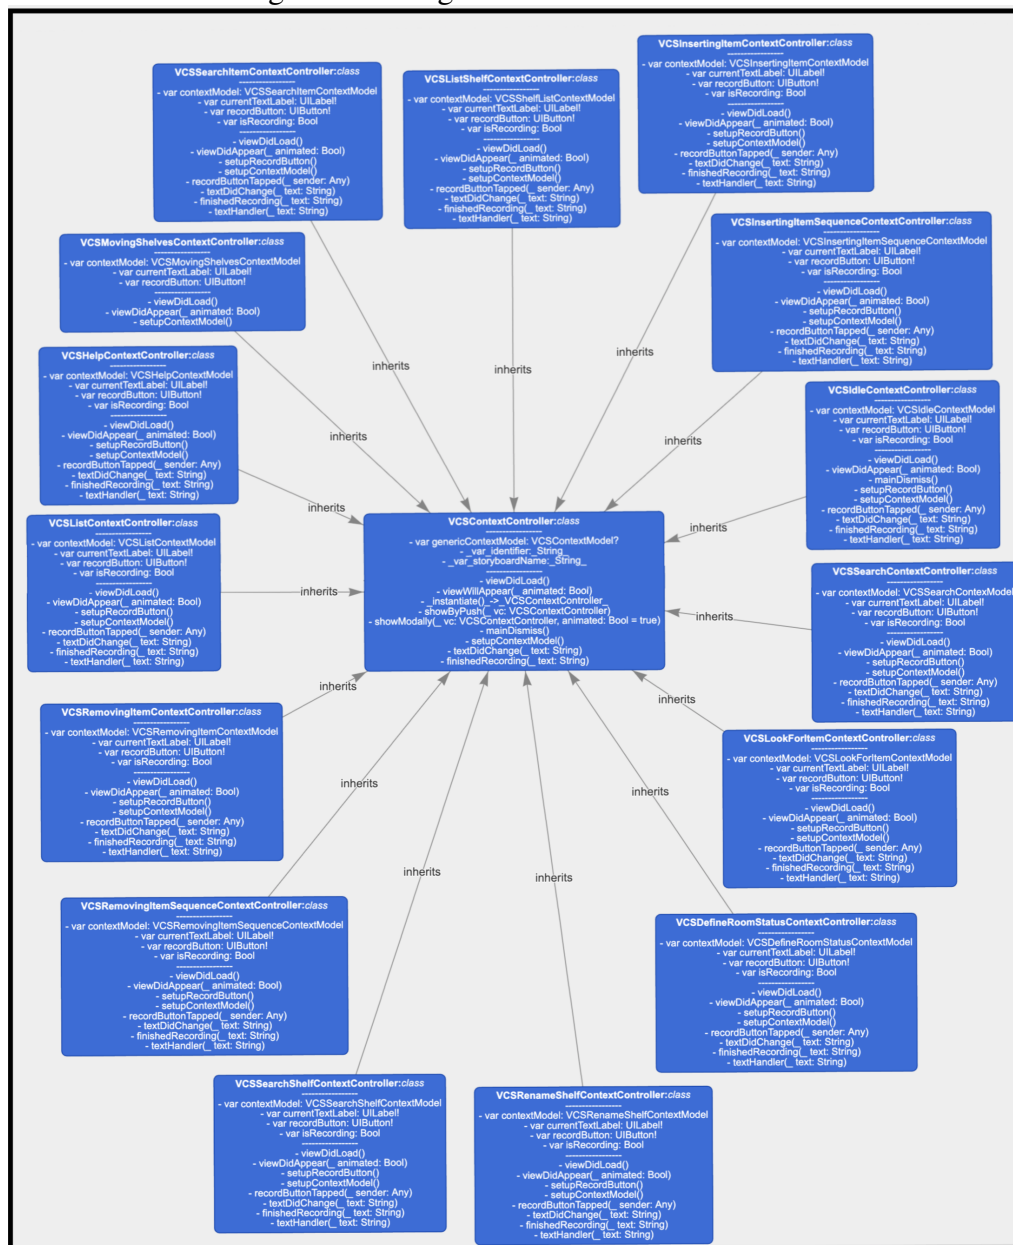 VCSSearchItemContextController:class
-----------------
- var contextModel: VCSSearchItemContextModel
- var currentTextLabel: UILabel!
- var recordButton: UIButton!
- var isRecording: Bool
-----------------
- viewDidLoad()
- viewDidAppear(_ animated: Bool)
- setupRecordButton()
- setupContextModel()
- recordButtonTapped(_ sender: Any)
- textDidChange(_ text: String)
- finishedRecording(_ text: String)
- textHandler(_ text: String)
VCSListShelfContextController:class
-----------------
- var contextModel: VCSShelfListContextModel
- var currentTextLabel: UILabel!
- var recordButton: UIButton!
- var isRecording: Bool
-----------------
- viewDidLoad()
- viewDidAppear(_ animated: Bool)
- setupRecordButton()
- setupContextModel()
- recordButtonTapped(_ sender: Any)
- textDidChange(_ text: String)
- finishedRecording(_ text: String)
- textHandler(_ text: String)
VCSInsertingItemContextController:class
-----------------
- var contextModel: VCSInsertingItemContextModel
- var currentTextLabel: UILabel!
- var recordButton: UIButton!
- var isRecording: Bool
-----------------
- viewDidLoad()
- viewDidAppear(_ animated: Bool)
- setupRecordButton()
- setupContextModel()
- recordButtonTapped(_ sender: Any)
- textDidChange(_ text: String)
- finishedRecording(_ text: String)
- textHandler(_ text: String)
VCSMovingShelvesContextController:class
-----------------
- var contextModel: VCSMovingShelvesContextModel
- var currentTextLabel: UILabel!
- var recordButton: UIButton!
-----------------
- viewDidLoad()
- viewDidAppear(_ animated: Bool)
- setupContextModel()
VCSInsertingItemSequenceContextController:class
-----------------
- var contextModel: VCSInsertingItemSequenceContextModel
- var currentTextLabel: UILabel!
- var recordButton: UIButton!
- var isRecording: Bool
-----------------
- viewDidLoad()
- viewDidAppear(_ animated: Bool)
- setupRecordButton()
- setupContextModel()
- recordButtonTapped(_ sender: Any)
- textDidChange(_ text: String)
- finishedRecording(_ text: String)
- textHandler(_ text: String)
VCSHelpContextController:class
-----------------
- var contextModel: VCSHelpContextModel
- var currentTextLabel: UILabel!
- var recordButton: UIButton!
- var isRecording: Bool
-----------------
- viewDidLoad()
- viewDidAppear(_ animated: Bool)
- setupRecordButton()
- setupContextModel()
- recordButtonTapped(_ sender: Any)
- textDidChange(_ text: String)
- finishedRecording(_ text: String)
- textHandler(_ text: String)
inherits
inherits
inherits
inherits
inherits
VCSIdleContextController:class
-----------------
- var contextModel: VCSIdleContextModel
- var currentTextLabel: UILabel!
- var recordButton: UIButton!
- var isRecording: Bool
-----------------
- viewDidLoad()
- viewDidAppear(_ animated: Bool)
- mainDismiss()
- setupRecordButton()
- setupContextModel()
- recordButtonTapped(_ sender: Any)
- textDidChange(_ text: String)
- finishedRecording(_ text: String)
- textHandler(_ text: String)
inherits
inherits
VCSListContextController:class
-----------------
- var contextModel: VCSListContextModel
- var currentTextLabel: UILabel!
- var recordButton: UIButton!
- var isRecording: Bool
-----------------
- viewDidLoad()
- viewDidAppear(_ animated: Bool)
- setupRecordButton()
- setupContextModel()
- recordButtonTapped(_ sender: Any)
- textDidChange(_ text: String)
- finishedRecording(_ text: String)
- textHandler(_ text: String)
inherits
VCSContextController:class
-----------------
- var genericContextModel: VCSContextModel?
- _var_identifier:_String_
- _var_storyboardName:_String_
-----------------
- viewDidLoad()
- viewWillAppear(_ animated: Bool)
- _instantiate()_->_VCSContextController_
- showByPush(_ vc: VCSContextController)
- showModally(_ vc: VCSContextController, animated: Bool = true)
- mainDismiss()
- setupContextModel()
- textDidChange(_ text: String)
- finishedRecording(_ text: String)
inherits
VCSSearchContextController:class
-----------------
- var contextModel: VCSSearchContextModel
- var currentTextLabel: UILabel!
- var recordButton: UIButton!
- var isRecording: Bool
-----------------
- viewDidLoad()
- viewDidAppear(_ animated: Bool)
- setupRecordButton()
- setupContextModel()
- recordButtonTapped(_ sender: Any)
- textDidChange(_ text: String)
- finishedRecording(_ text: String)
- textHandler(_ text: String)
inherits
inherits
VCSRemovingItemContextController:class
-----------------
- var contextModel: VCSRemovingItemContextModel
- var currentTextLabel: UILabel!
- var recordButton: UIButton!
- var isRecording: Bool
-----------------
- viewDidLoad()
- viewDidAppear(_ animated: Bool)
- setupRecordButton()
- setupContextModel()
- recordButtonTapped(_ sender: Any)
- textDidChange(_ text: String)
- finishedRecording(_ text: String)
- textHandler(_ text: String)
VCSLookForItemContextController:class
-----------------
- var contextModel: VCSLookForItemContextModel
- var currentTextLabel: UILabel!
- var recordButton: UIButton!
- var isRecording: Bool
-----------------
- viewDidLoad()
- viewDidAppear(_ animated: Bool)
- setupRecordButton()
- setupContextModel()
- recordButtonTapped(_ sender: Any)
- textDidChange(_ text: String)
- finishedRecording(_ text: String)
- textHandler(_ text: String)
inherits
inherits
inherits
inherits
VCSRemovingItemSequenceContextController:class
-----------------
- var contextModel: VCSRemovingItemSequenceContextModel
- var currentTextLabel: UILabel!
- var recordButton: UIButton!
- var isRecording: Bool
-----------------
- viewDidLoad()
- viewDidAppear(_ animated: Bool)
- setupRecordButton()
- setupContextModel()
- recordButtonTapped(_ sender: Any)
- textDidChange(_ text: String)
- finishedRecording(_ text: String)
- textHandler(_ text: String)
VCSDefineRoomStatusContextController:class
-----------------
- var contextModel: VCSDefineRoomStatusContextModel
- var currentTextLabel: UILabel!
- var recordButton: UIButton!
- var isRecording: Bool
-----------------
- viewDidLoad()
- viewDidAppear(_ animated: Bool)
- setupRecordButton()
- setupContextModel()
- recordButtonTapped(_ sender: Any)
- textDidChange(_ text: String)
- finishedRecording(_ text: String)
- textHandler(_ text: String)
VCSSearchShelfContextController:class
-----------------
- var contextModel: VCSSearchShelfContextModel
- var currentTextLabel: UILabel!
- var recordButton: UIButton!
- var isRecording: Bool
-----------------
- viewDidLoad()
- viewDidAppear(_ animated: Bool)
- setupRecordButton()
- setupContextModel()
- recordButtonTapped(_ sender: Any)
- textDidChange(_ text: String)
- finishedRecording(_ text: String)
- textHandler(_ text: String)
VCSRenameShelfContextController:class
-----------------
- var contextModel: VCSRenameShelfContextModel
- var currentTextLabel: UILabel!
- var recordButton: UIButton!
- var isRecording: Bool
-----------------
- viewDidLoad()
- viewDidAppear(_ animated: Bool)
- setupRecordButton()
- setupContextModel()
- recordButtonTapped(_ sender: Any)
- textDidChange(_ text: String)
- finishedRecording(_ text: String)
- textHandler(_ text: String)